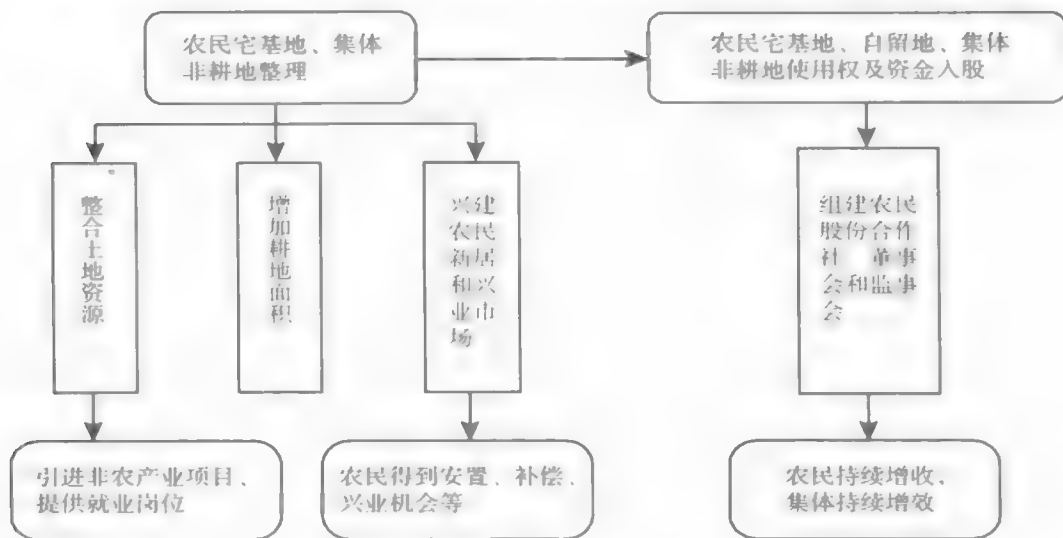 农民宅基地、集体
非耕地整理
农民宅基地、自留地、集体
非耕地使用权及资金入股
整合土地资源
增加耕地面积
兴建
农民
新居
和兴
业市
场
组建农民
股份合作
社 董事
会和监事
会
引进非农产业项目、
提供就业岗位
农民得到安置、补偿、
兴业机会等
农民持续增收，
集体持续增效